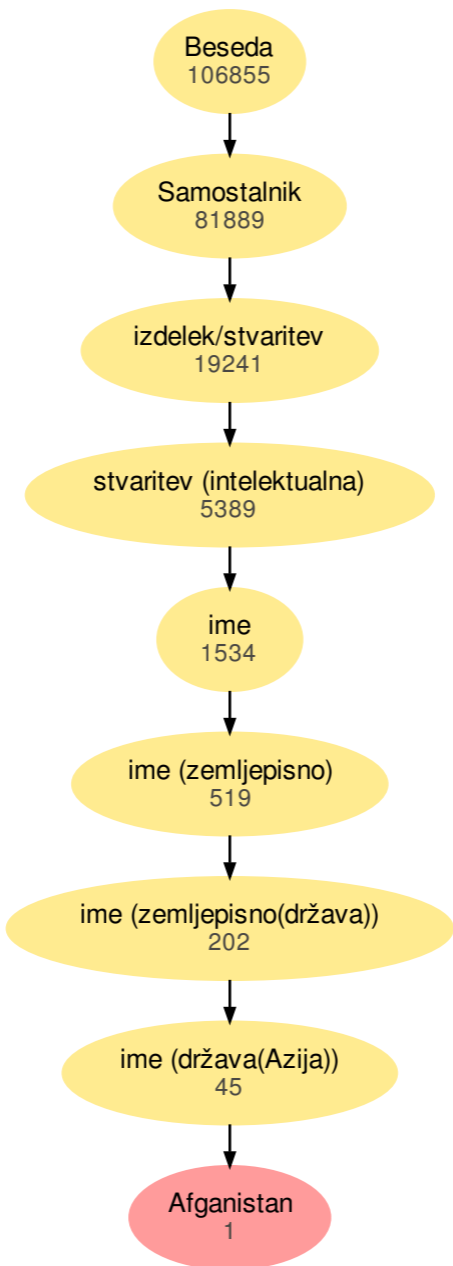 Beseda
106855
Samostalnik
81889
izdelek/stvaritev
19241
stvaritev (intelektualna)
5389
ime
1534
ime (zemljepisno)
519
ime (zemljepisno(država))
202
ime (država(Azija))
45
Afganistan
1